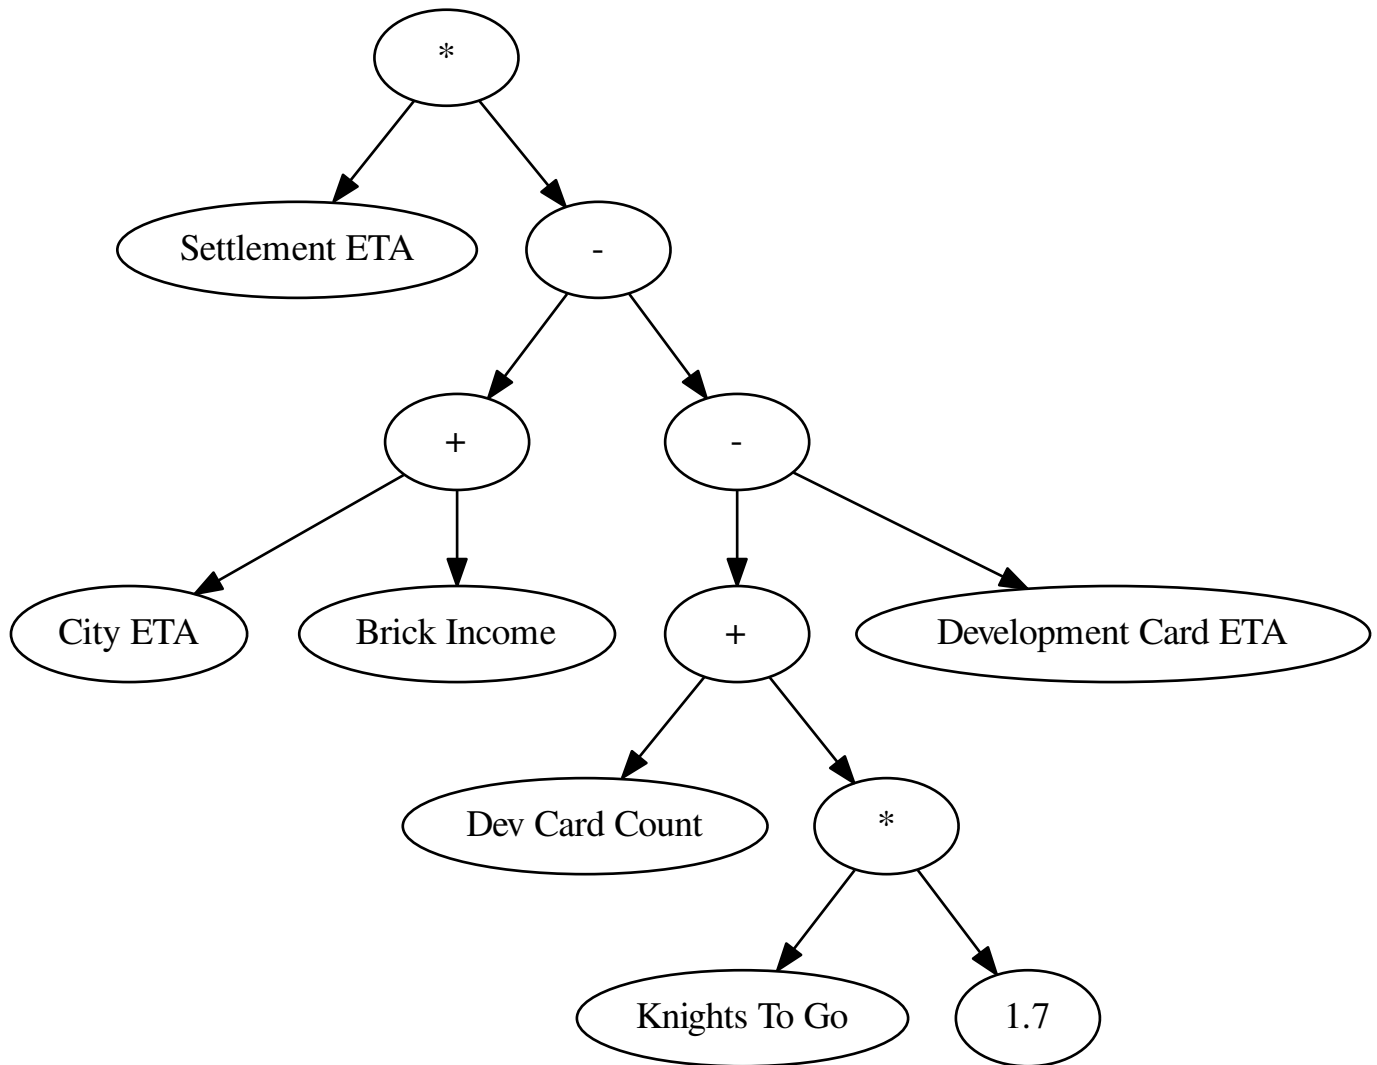 *
Settlement ETA
-
+
-
City ETA
Brick Income
+
Development Card ETA
Dev Card Count
*
Knights To Go
1.7